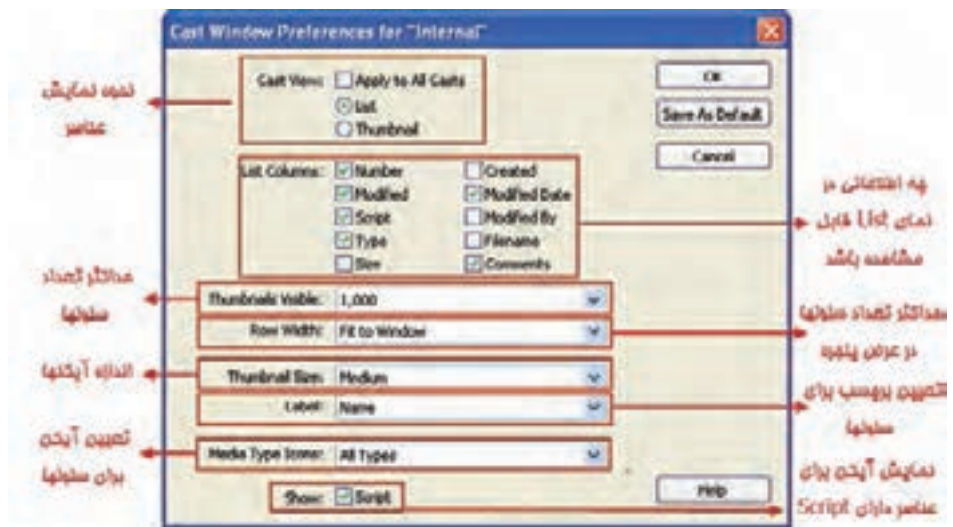 Cast Window Preferences for "Internal"
Cast View: Apply to All Casts
List
Thumbnail
OK
Save As Default
Cancel
نحوه نمایش
عناصر
List Columns: Number Created
Modified Modified Date
Script Modified By
Type Filename
Size Comments
چه اطلاعاتی در
نمای List قابل
مشاهده باشد
Thumbnails Visible: 1,000
حداکثر تعداد
سلولها
Row Width: Fit to Window
حداکثر تعداد سلولها
در عرض پنجره
Thumbnail Size: Medium
اندازه آیکنها
Label: Name
تعیین برچسب برای
سلولها
Media Type Icons: All Types
تعیین آیکن
برای سلولها
Show: Script
Help
نمایش آیکن برای
عناصر دارای Script